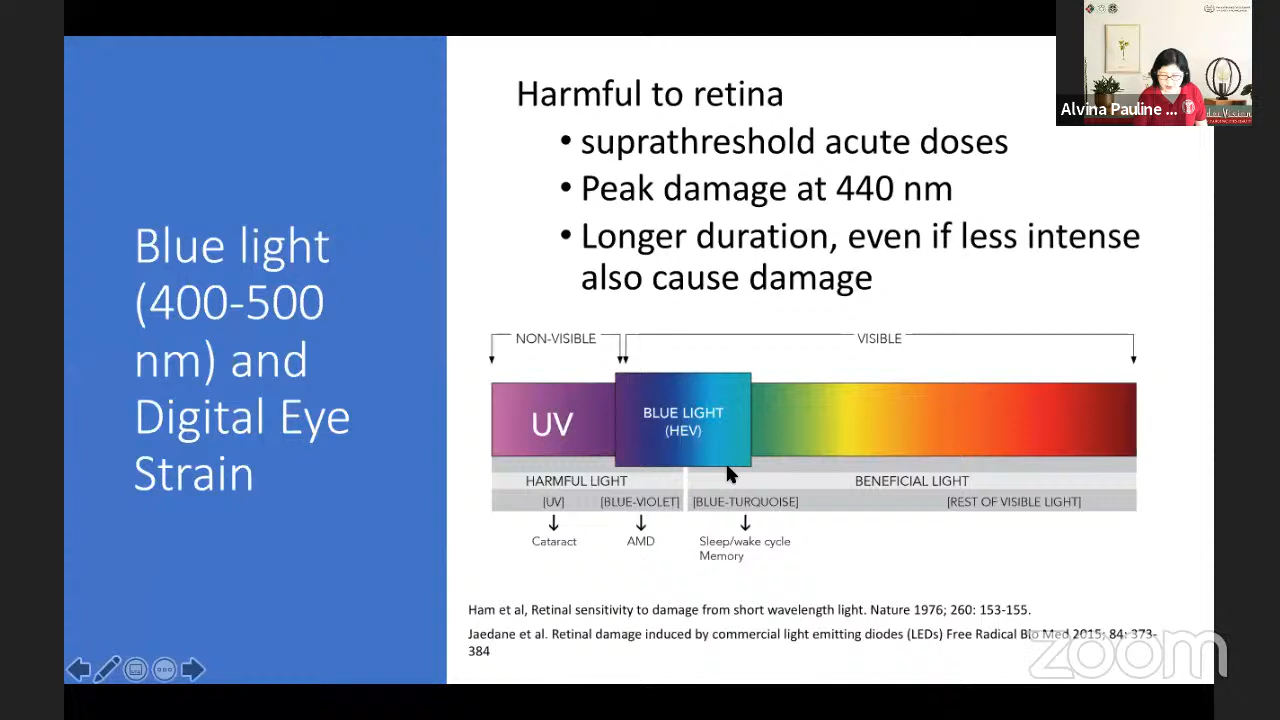 Blue light
(400-500
nm) and
Digital Eye
Strain
Harmful to retina
• suprathreshold acute doses
• Peak damage at 440 nm
• Longer duration, even if less intense
also cause damage
NON-VISIBLE
VISIBLE
UV
BLUE LIGHT
(HEV)
HARMFUL LIGHT
BENEFICIAL LIGHT
[UV]
[BLUE-VIOLET]
[BLUE-TURQUOISE]
[REST OF VISIBLE LIGHT]
Cataract
AMD
Sleep/wake cycle
Memory
Ham et al, Retinal sensitivity to damage from short wavelength light. Nature 1976; 260: 153-155.
Jaedane et al. Retinal damage induced by commercial light emitting diodes (LEDs) Free Radical Bio Med 2015; 84: 373-
384
Alvina Pauline ...
zoom